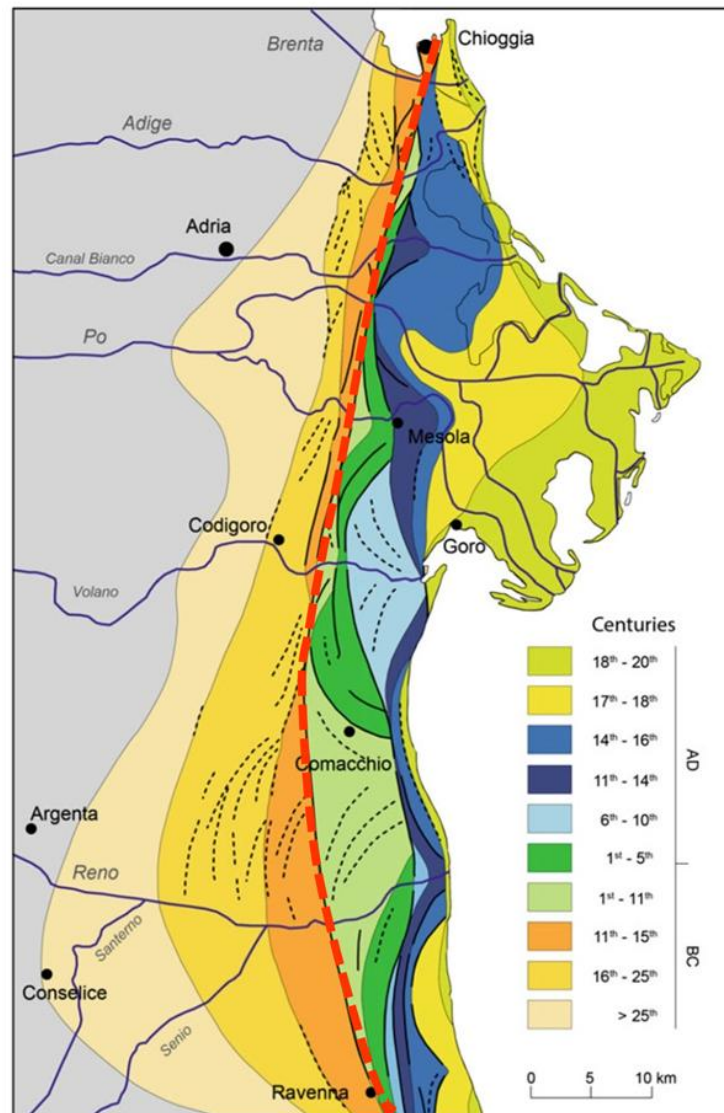 Brenta
Chioggia
Adige
Adria
Canal Bianco
Po
Mesola
Codigoro
Goro
Volano
Centuries
18th - 20th
17th - 18th
14th - 16th
11th - 14th
6th - 10th
1st - 5th
1st - 11th
11th - 15th
16th - 25th
> 25th
AD
BC
Comacchio
Argenta
Reno
Santerno
Conselice
Senio
Ravenna
0 5 10 km